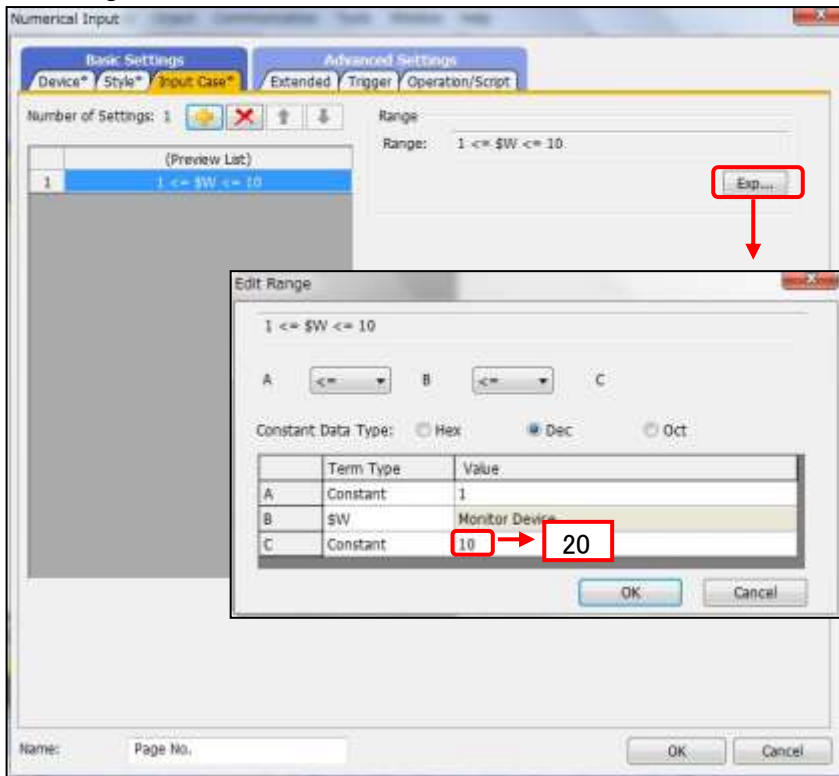 Numerical Input
Basic Settings Advanced Settings
Device* Style* Input Case* Extended Trigger Operation/Script
Number of Settings: 1
(Preview List)
1 1 <= $W <= 10
Range
Range: 1 <= $W <= 10
Exp...
Edit Range
1 <= $W <= 10
A <= B <= C
Constant Data Type: Hex Dec Oct
Term Type Value
A Constant 1
B $W Monitor Device
C Constant 10 20
OK Cancel
Name: Page No. OK Cancel